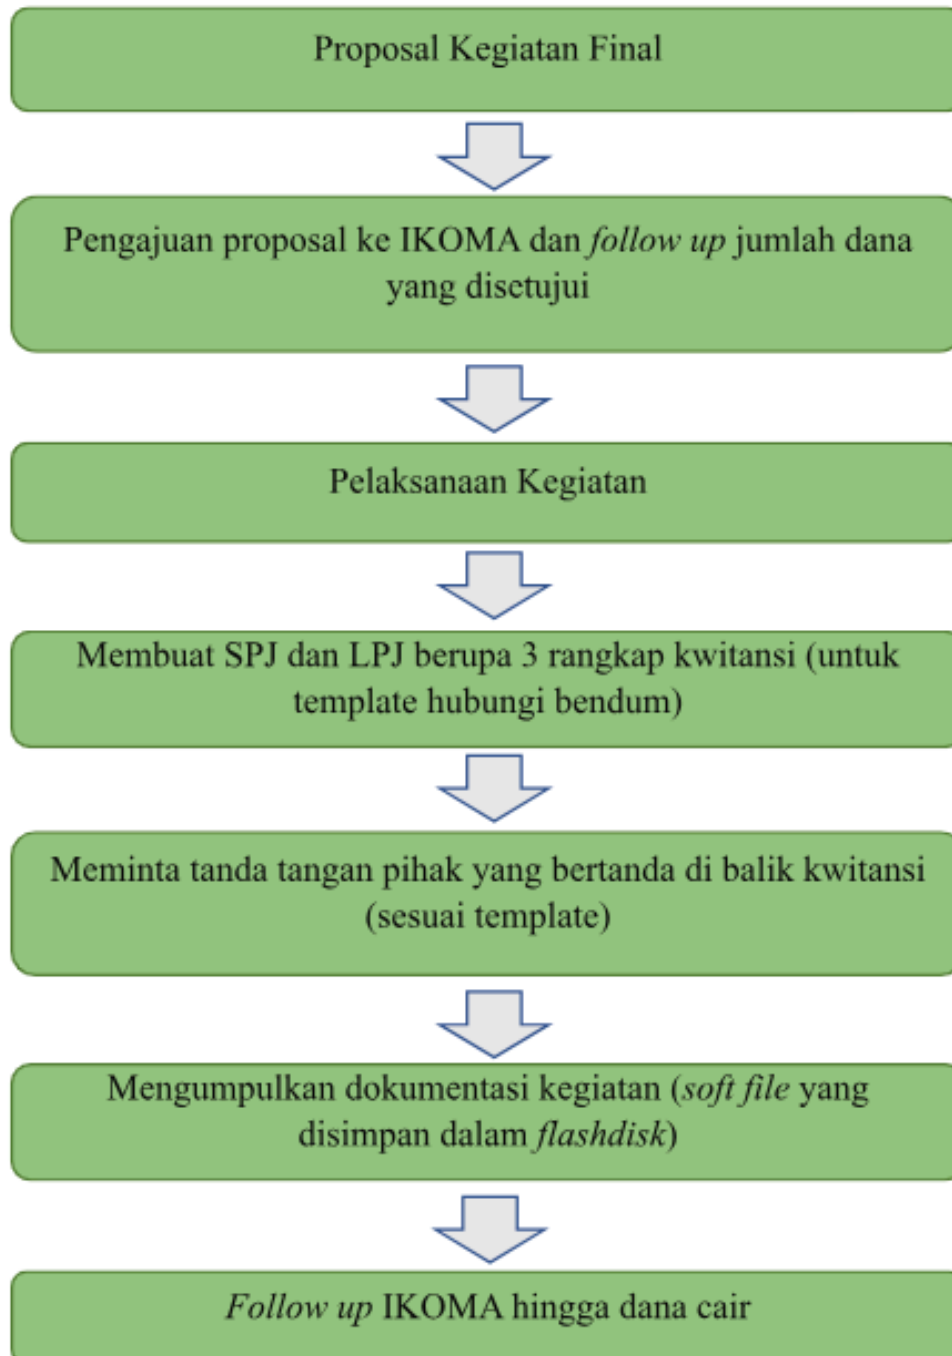 Proposal Kegiatan Final
Pengajuan proposal ke IKOMA dan follow up jumlah dana
yang disetujui
Pelaksanaan Kegiatan
Membuat SPJ dan LPJ berupa 3 rangkap kwitansi (untuk
template hubungi bendum)
Meminta tanda tangan pihak yang bertanda di balik kwitansi
(sesuai template)
Mengumpulkan dokumentasi kegiatan (soft file yang
disimpan dalam flashdisk)
Follow up IKOMA hingga dana cair